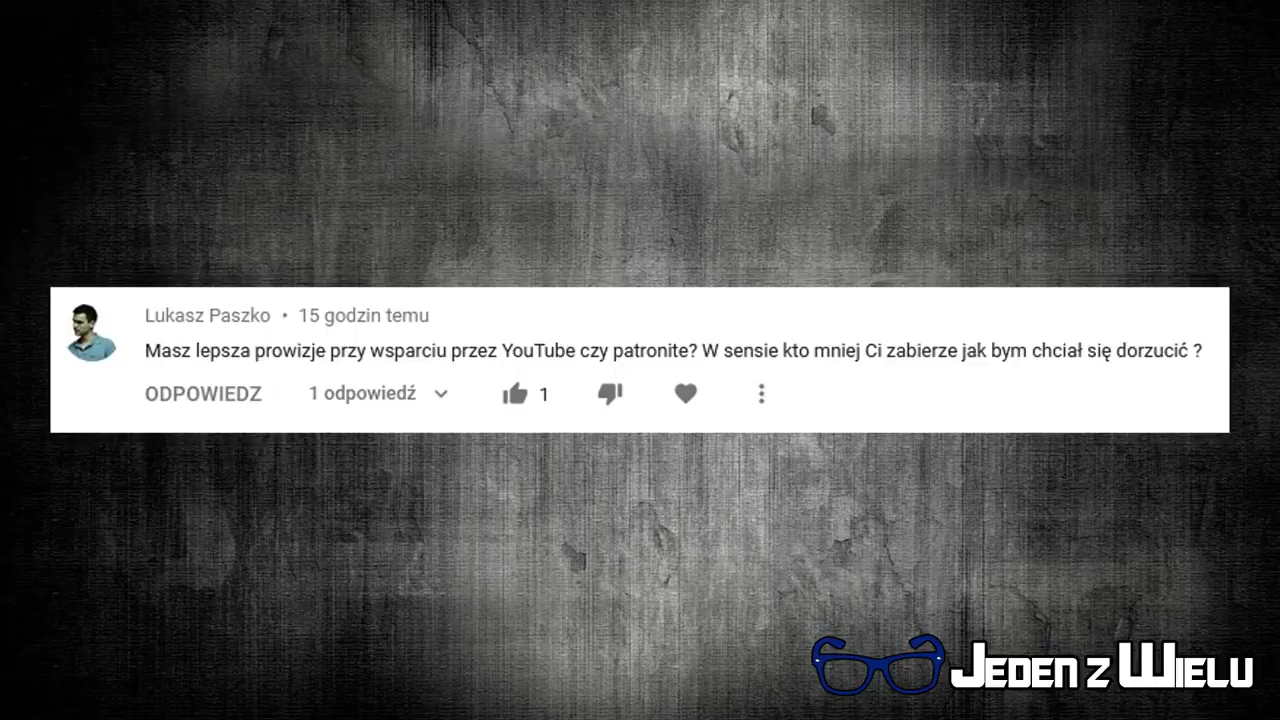 Lukasz Paszko • 15 godzin temu
Masz lepsza prowizje przy wsparciu przez YouTube czy patronite? W sensie kto mniej Ci zabierze jak bym chciał się dorzucić ?
ODPOWIEDZ 1 odpowiedź 1
JEDEN Z WIELU